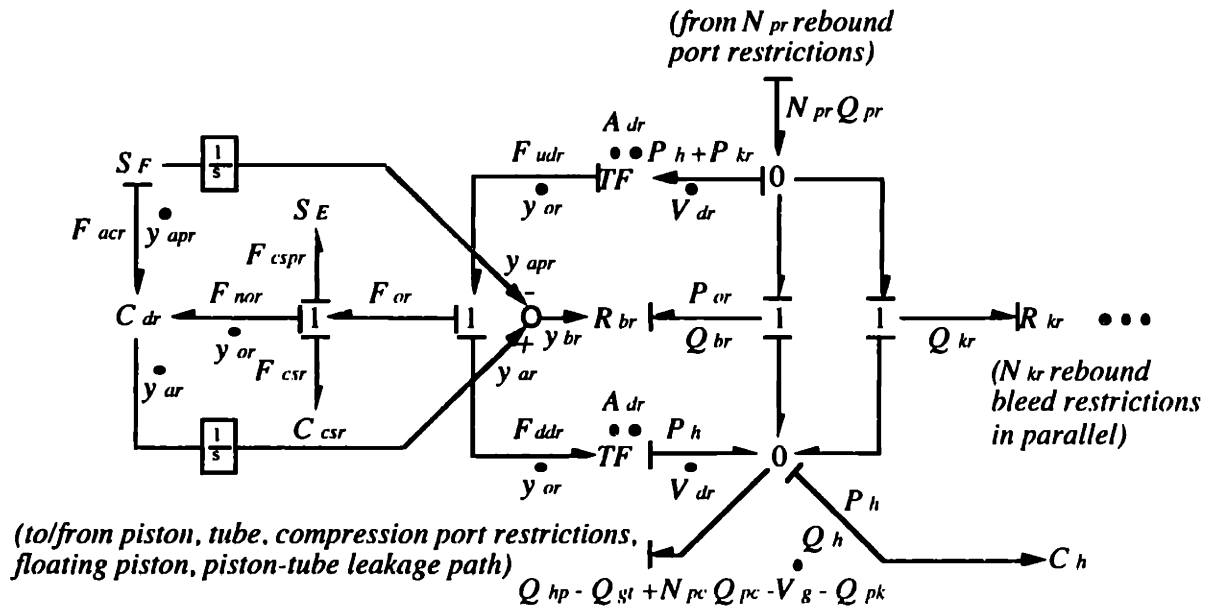 (from N pr rebound
port restrictions)
N pr Q pr
A dr
S F
1/s
F udr
TF
P h + P kr
0
ẏ or
V̇ dr
S E
F acr
ẏ apr
F cspr
y apr
-
F nor
F or
P or
C dr
1
1
0
R br
1
1
R kr
ẏ or
y br
Q br
Q kr
+
F csr
y ar
ẏ ar
(N kr rebound
bleed restrictions
in parallel)
A dr
C csr
1/s
F ddr
TF
P h
0
ẏ or
V̇ dr
P h
(to/from piston, tube, compression port restrictions,
floating piston, piston-tube leakage path)
Q h
C h
Q hp - Q gt + N pc Q pc - V̇ g - Q pk